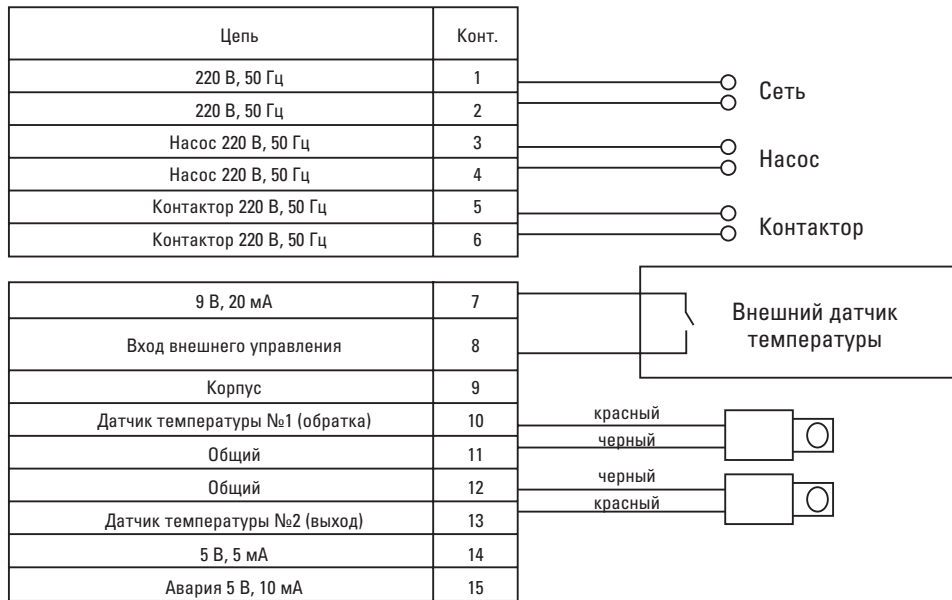 Цепь Конт.
220 В, 50 Гц 1
220 В, 50 Гц 2
Сеть
Насос 220 В, 50 Гц 3
Насос 220 В, 50 Гц 4
Насос
Контактор 220 В, 50 Гц 5
Контактор 220 В, 50 Гц 6
Контактор
9 В, 20 мА 7
Вход внешнего управления 8
Внешний датчик
температуры
Корпус 9
Датчик температуры №1 (обратка) 10
красный
Общий 11
черный
Общий 12
черный
Датчик температуры №2 (выход) 13
красный
5 В, 5 мА 14
Авария 5 В, 10 мА 15